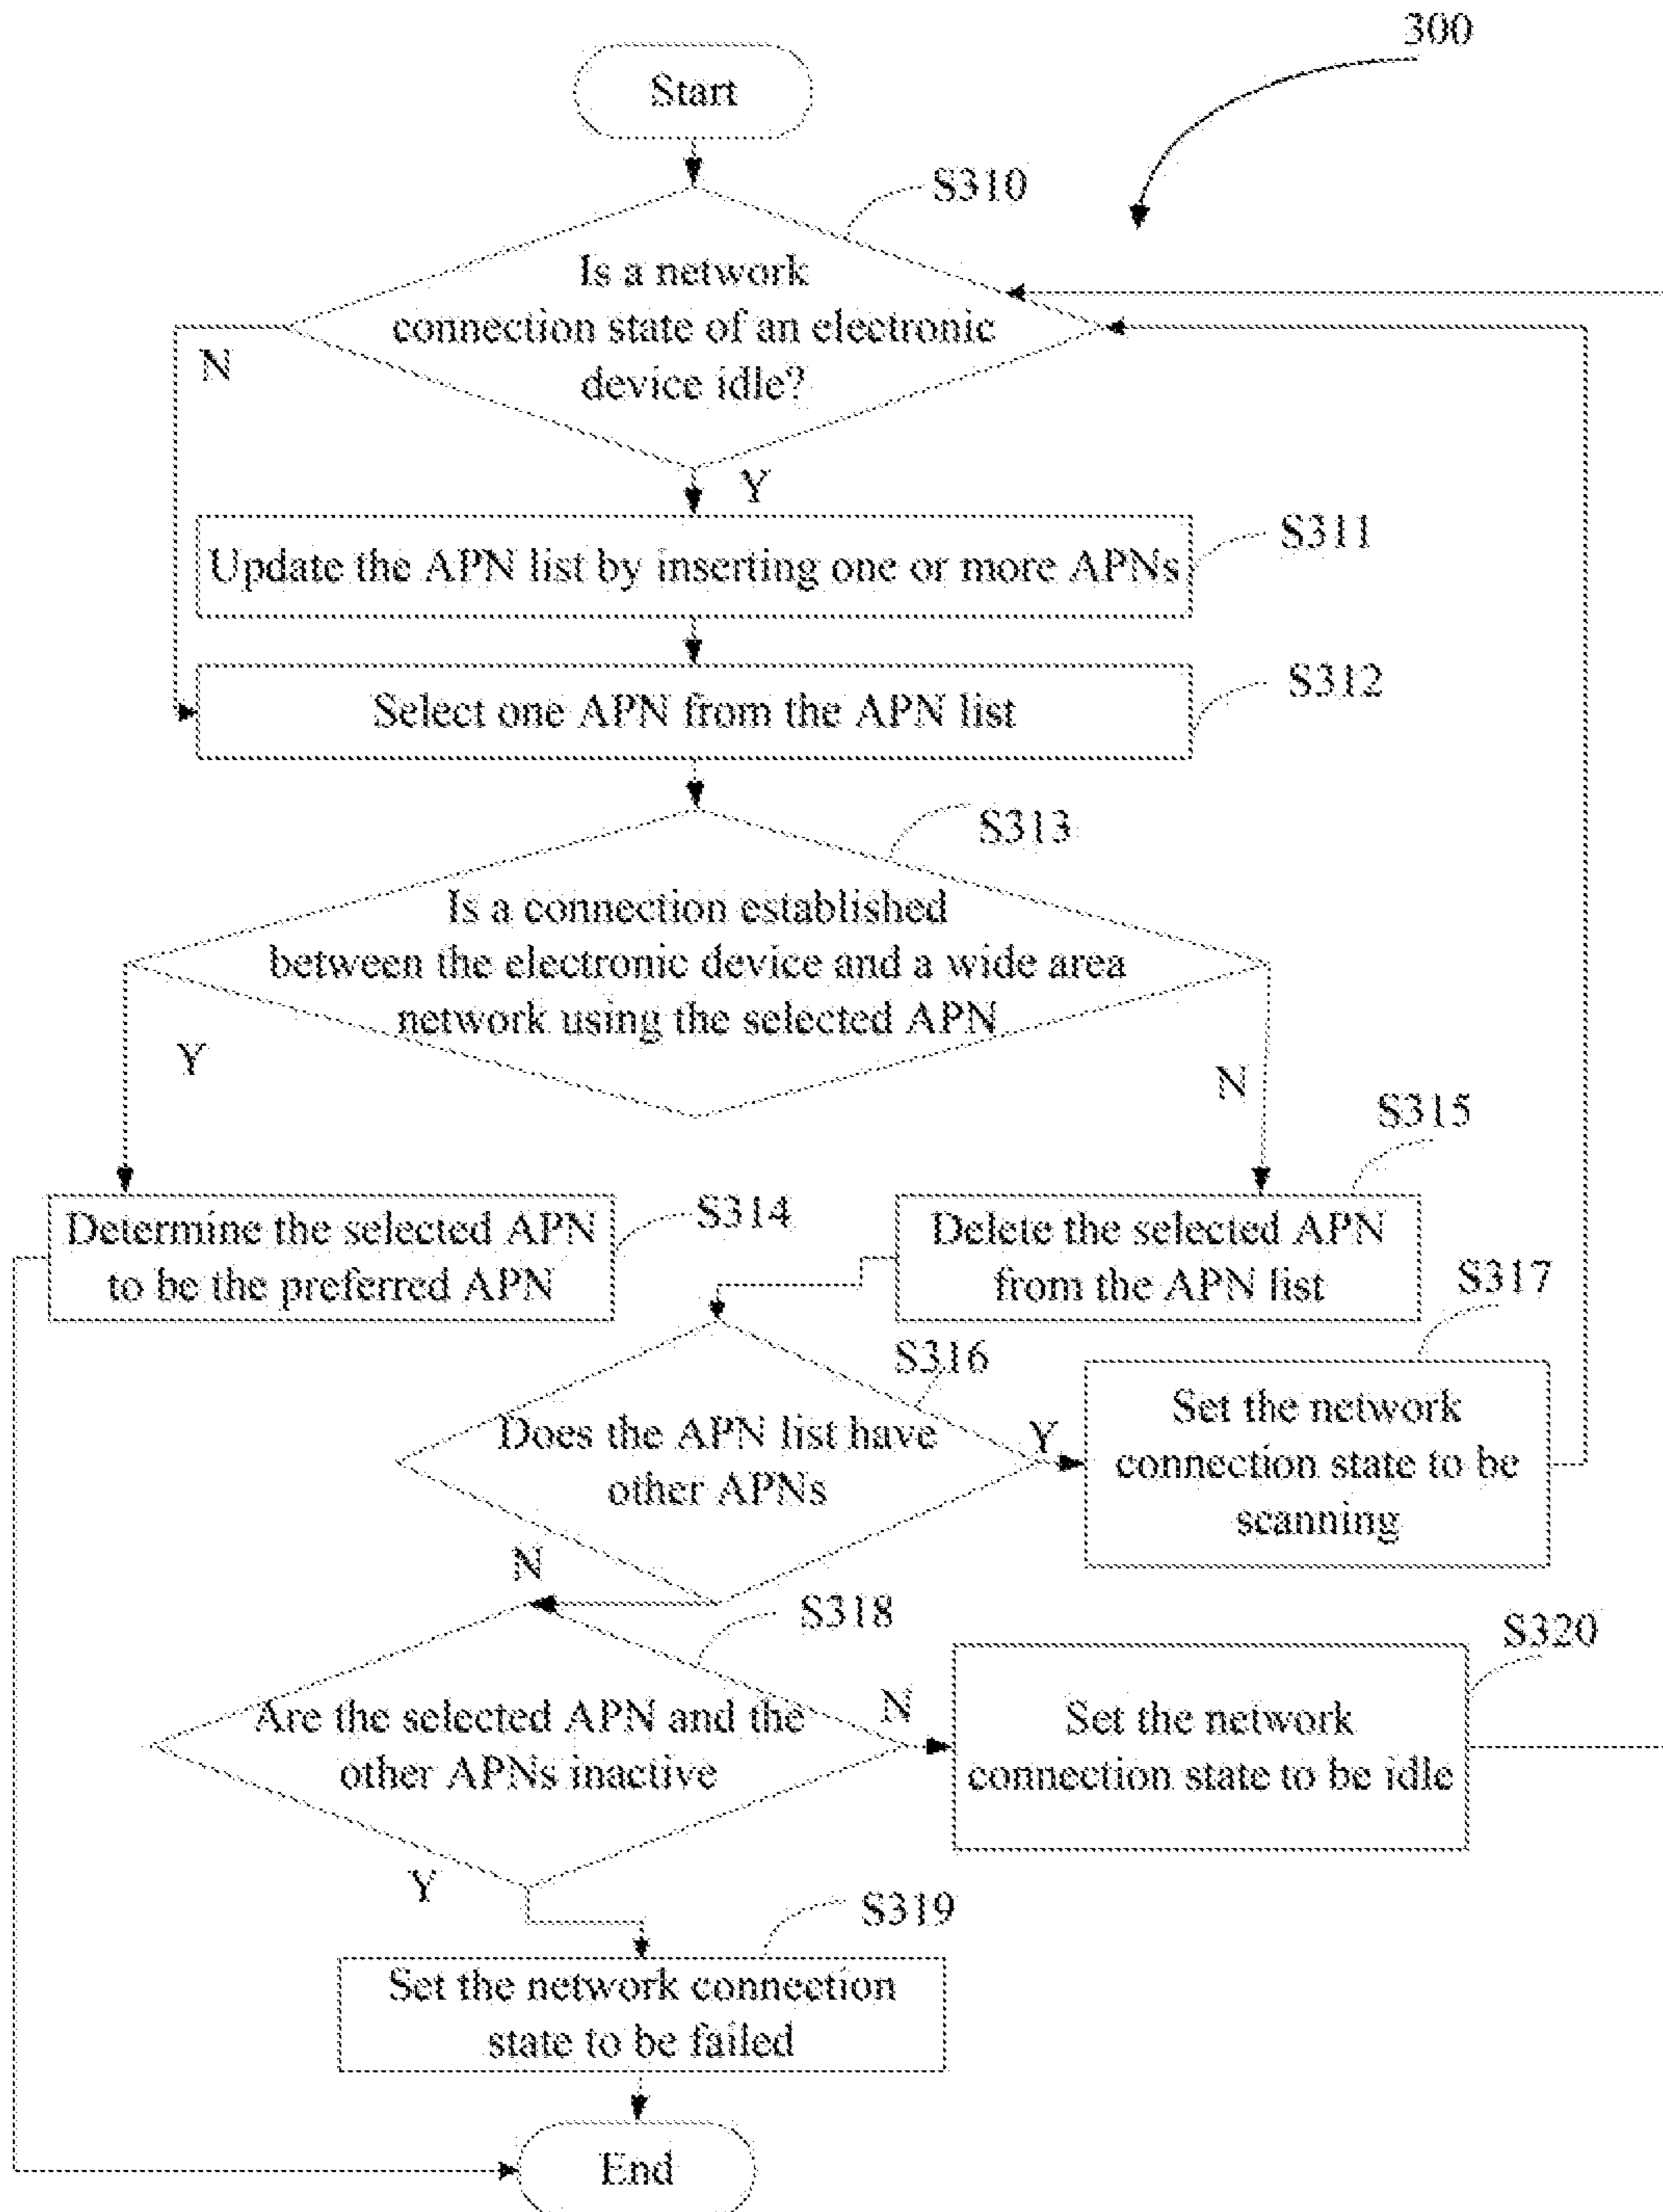 300
Start
S310
Is a network
connection state of an electronic
device idle?
N
Y
S311
Update the APN list by inserting one or more APNs
S312
Select one APN from the APN list
S313
Is a connection established
between the electronic device and a wide area
network using the selected APN
Y
N
S315
S314
Determine the selected APN
to be the preferred APN
Delete the selected APN
from the APN list
S317
S316
Does the APN list have
other APNs
Y
Set the network
connection state to be
scanning
N
S318
S320
Are the selected APN and the
other APNs inactive
N
Set the network
connection state to be idle
Y
S319
Set the network connection
state to be failed
End